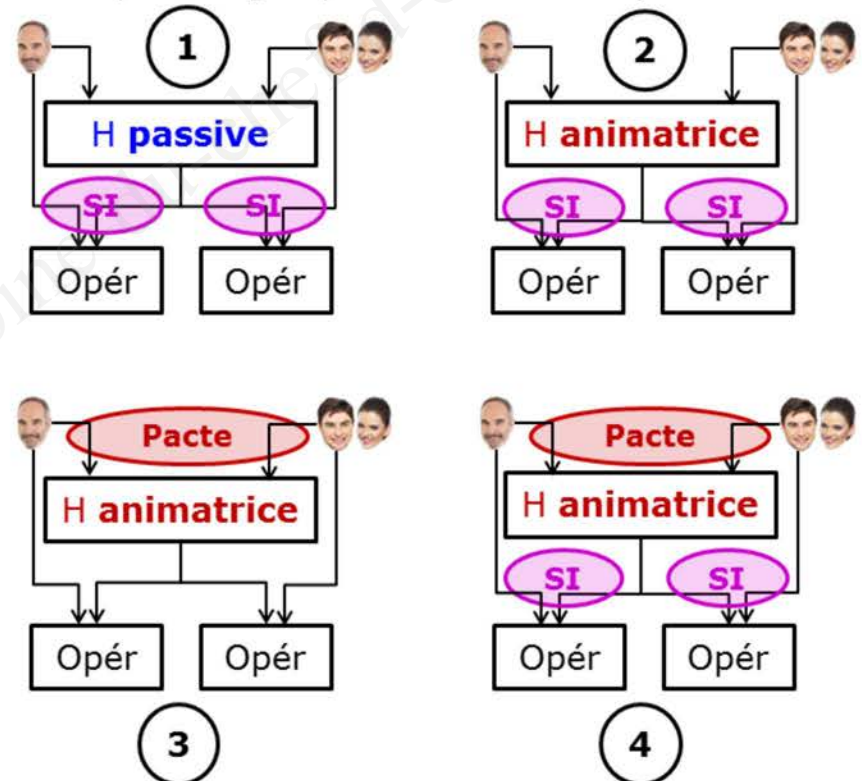 1
2
H passive
H animatrice
SI SI
SI SI
Opér Opér
Opér Opér
Pacte
Pacte
H animatrice
H animatrice
SI SI
Opér Opér
Opér Opér
3
4